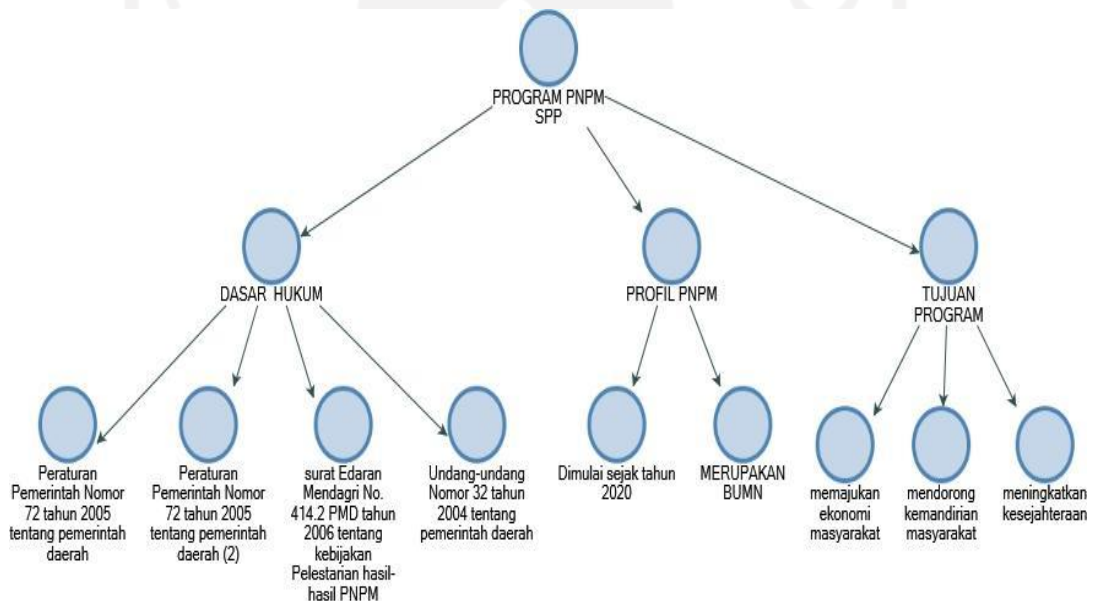 PROGRAM PNPM
SPP
DASAR HUKUM
PROFIL PNPM
TUJUAN
PROGRAM
Peraturan
Pemerintah Nomor
72 tahun 2005
tentang pemerintah
daerah
Peraturan
Pemerintah Nomor
72 tahun 2005
tentang pemerintah
daerah (2)
surat Edaran
Mendagri No.
414.2 PMD tahun
2006 tentang
kebijakan
Pelestarian hasil-
hasil PNPM
Undang-undang
Nomor 32 tahun
2004 tentang
pemerintah daerah
Dimulai sejak tahun
2020
MERUPAKAN
BUMN
memajukan
ekonomi
masyarakat
mendorong
kemandirian
masyarakat
meningkatkan
kesejahteraan